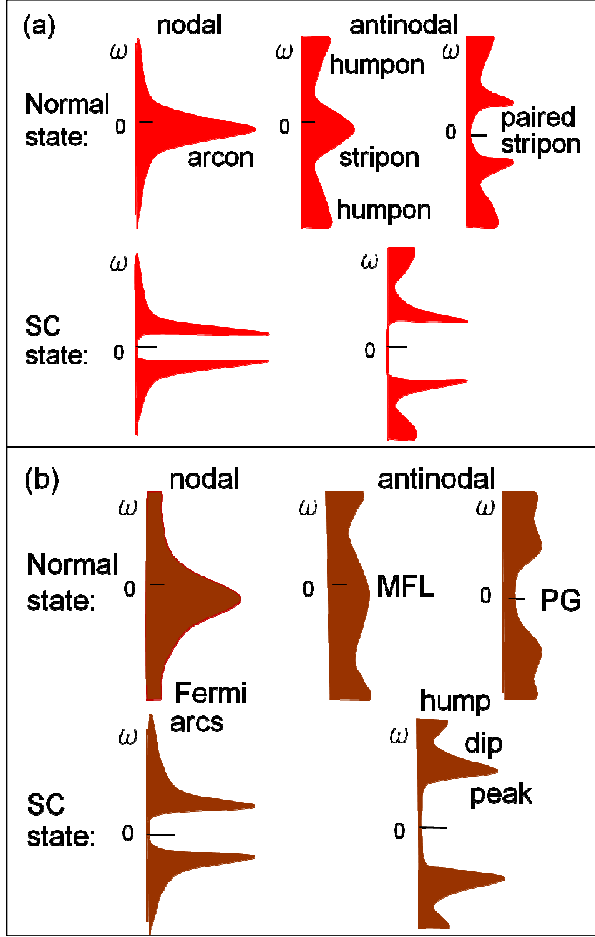 (a) nodal antinodal
ω ω ω
humpon
Normal
state: 0 0 0 paired
stripon
arcon stripon
humpon
ω ω
SC
state: 0 0
(b) nodal antinodal
ω ω ω
Normal
state: 0 0 MFL 0 PG
Fermi
arcs hump
ω ω dip
peak
SC
state: 0 0